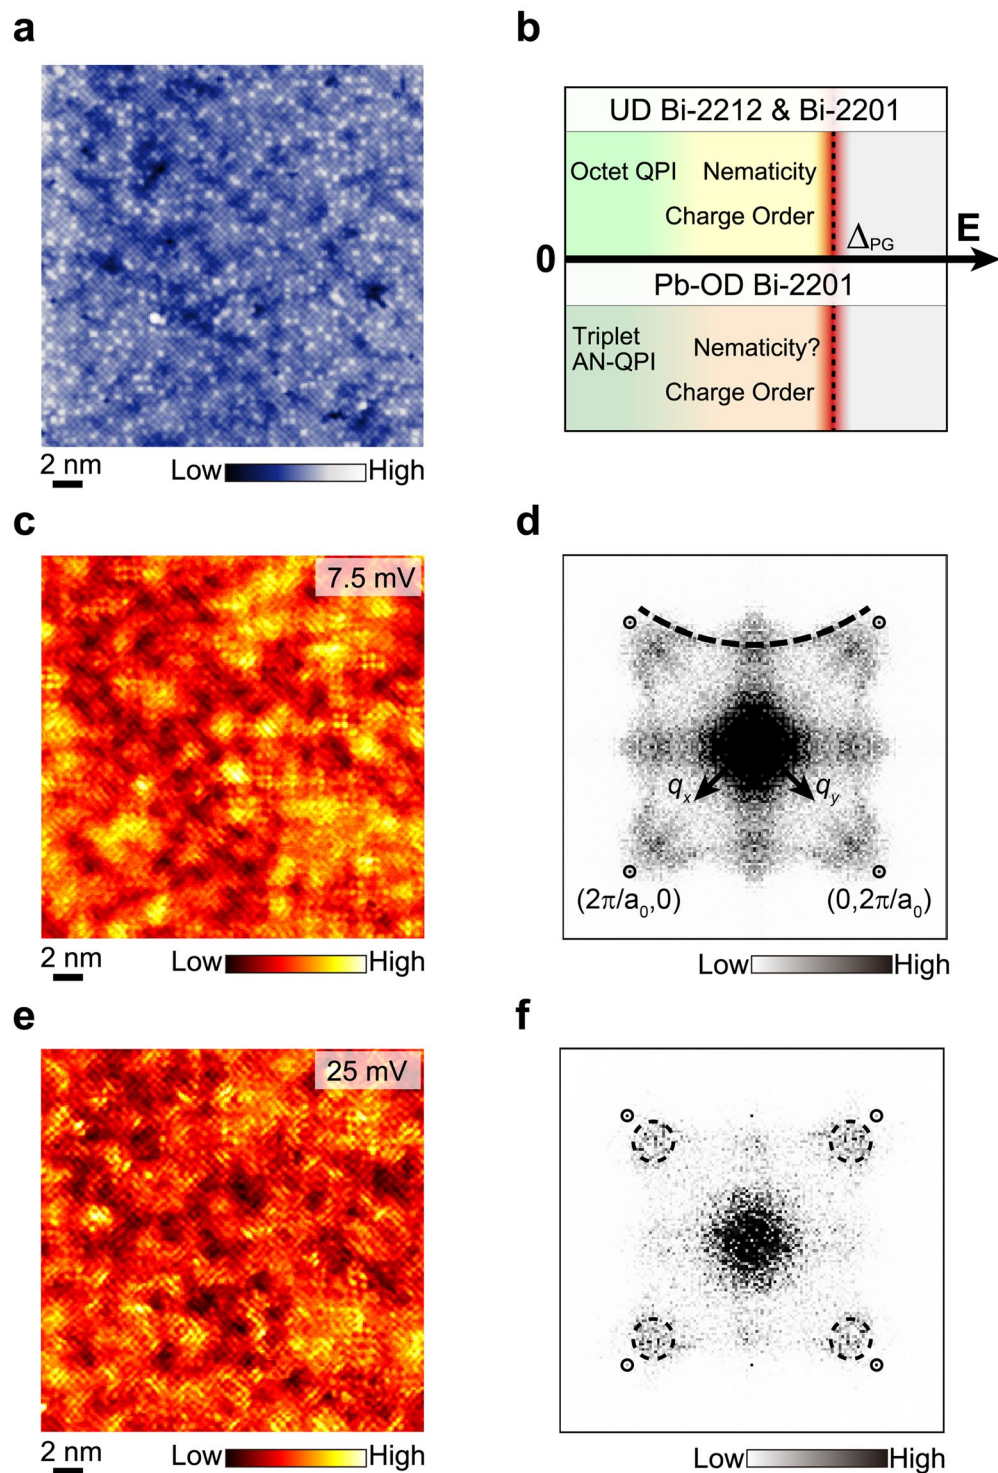 a
2 nm
Low
High
b
UD Bi-2212 & Bi-2201
Octet QPI
Nematicity
Charge Order
ΔPG
E
0
Pb-OD Bi-2201
Triplet
AN-QPI
Nematicity?
Charge Order
c
7.5 mV
2 nm
Low
High
d
qx
qy
(2π/a0,0)
(0,2π/a0)
Low
High
e
25 mV
2 nm
Low
High
f
Low
High